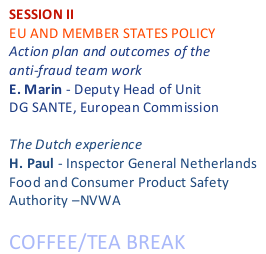 SESSION II
EU AND MEMBER STATES POLICY
Action plan and outcomes of the
anti-fraud team work
E. Marin - Deputy Head of Unit
DG SANTE, European Commission
The Dutch experience
H. Paul - Inspector General Netherlands
Food and Consumer Product Safety
Authority –NVWA
COFFEE/TEA BREAK